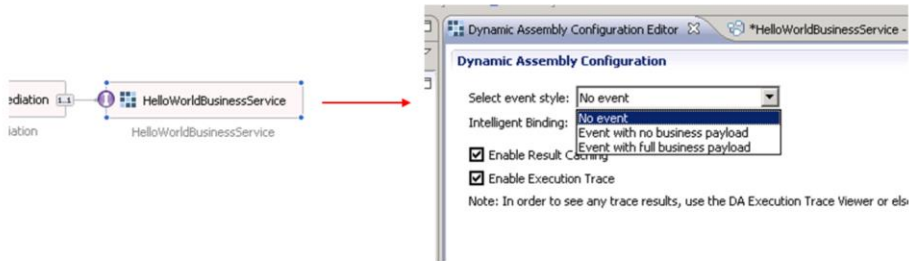 ediation 1..1
HelloWorldBusinessService
iation
HelloWorldBusinessService
Dynamic Assembly Configuration Editor
*HelloWorldBusinessService -
Dynamic Assembly Configuration
Select event style: No event
No event
Intelligent Binding:
Event with no business payload
Event with full business payload
Enable Result Caching
Enable Execution Trace
Note: In order to see any trace results, use the DA Execution Trace Viewer or els